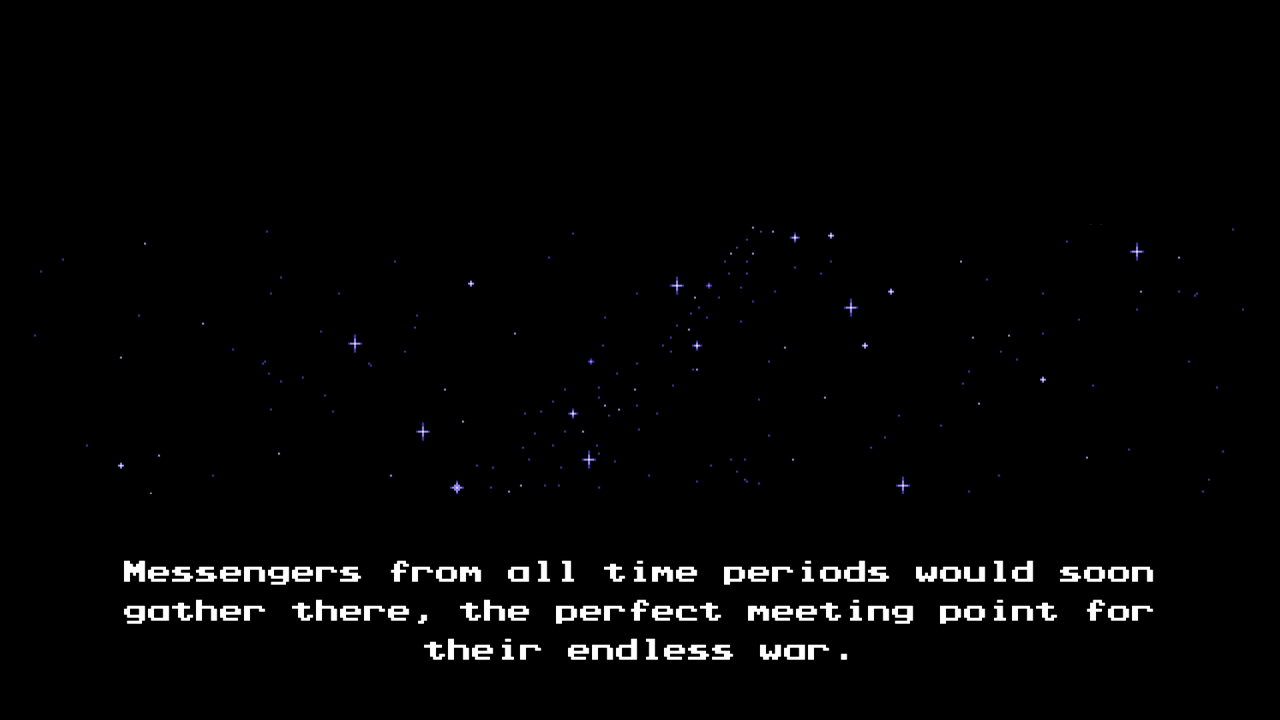 Messengers from all time periods would soon
gather there, the perfect meeting point for
their endless war.